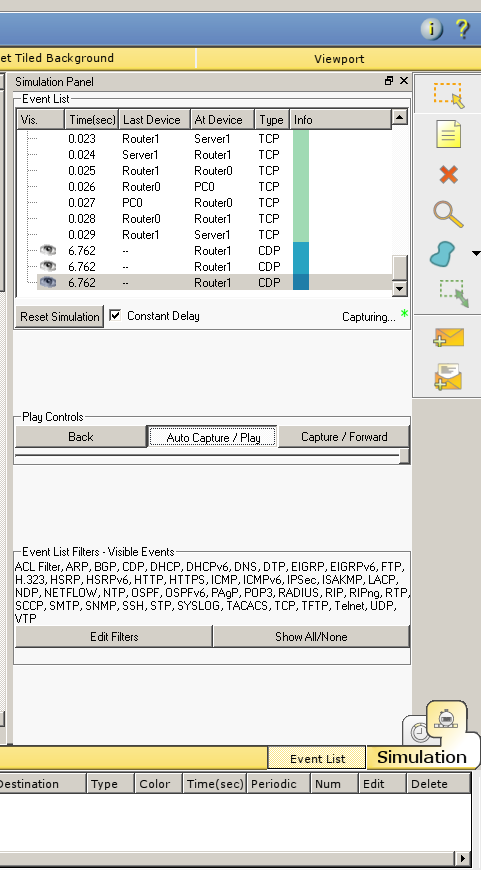 et Tiled Background Viewport
Simulation Panel
Event List
Vis. Time(sec) Last Device At Device Type Info
0.023 Router1 Server1 TCP
0.024 Server1 Router1 TCP
0.025 Router1 Router0 TCP
0.026 Router0 PC0 TCP
0.027 PC0 Router0 TCP
0.028 Router0 Router1 TCP
0.029 Router1 Server1 TCP
6.762 -- Router1 CDP
6.762 -- Router1 CDP
6.762 -- Router1 CDP
Reset Simulation Constant Delay Capturing... *
Play Controls
Back Auto Capture / Play Capture / Forward
Event List Filters - Visible Events
ACL Filter, ARP, BGP, CDP, DHCP, DHCPv6, DNS, DTP, EIGRP, EIGRPv6, FTP,
H.323, HSRP, HSRPv6, HTTP, HTTPS, ICMP, ICMPv6, IPSec, ISAKMP, LACP,
NDP, NETFLOW, NTP, OSPF, OSPFv6, PAgP, POP3, RADIUS, RIP, RIPng, RTP,
SCCP, SMTP, SNMP, SSH, STP, SYSLOG, TACACS, TCP, TFTP, Telnet, UDP,
VTP
Edit Filters Show All/None
Event List Simulation
Destination Type Color Time(sec) Periodic Num Edit Delete